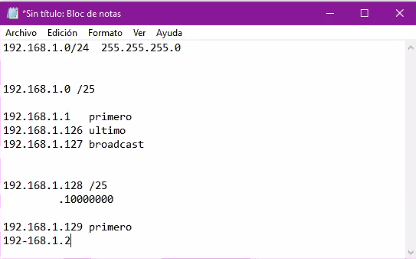 *Sin título: Bloc de notas
Archivo Edición Formato Ver Ayuda
192.168.1.0/24 255.255.255.0
192.168.1.0 /25
192.168.1.1 primero
192.168.1.126 ultimo
192.168.1.127 broadcast
192.168.1.128 /25
.10000000
192.168.1.129 primero
192-168.1.2